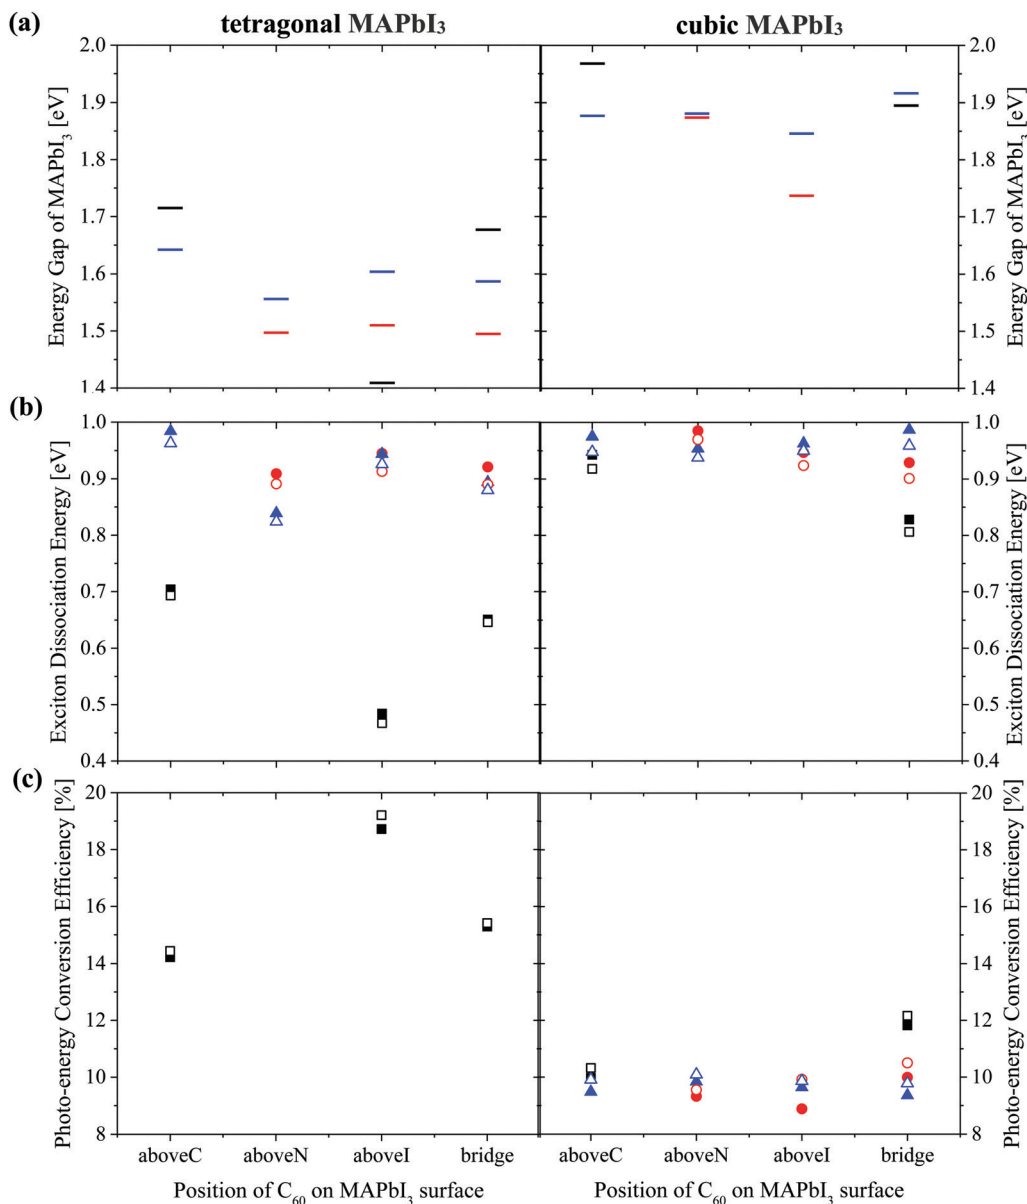 (a)
tetragonal MAPbI3
cubic MAPbI3
Energy Gap of MAPbI3 [eV]
2.0
1.9
1.8
1.7
1.6
1.5
1.4
2.0
1.9
1.8
1.7
1.6
1.5
1.4
Energy Gap of MAPbI3 [eV]
(b)
Exciton Dissociation Energy [eV]
1.0
0.9
0.8
0.7
0.6
0.5
0.4
1.0
0.9
0.8
0.7
0.6
0.5
0.4
Exciton Dissociation Energy [eV]
(c)
Photo-energy Conversion Efficiency [%]
20
18
16
14
12
10
8
20
18
16
14
12
10
8
Photo-energy Conversion Efficiency [%]
aboveC aboveN aboveI bridge
aboveC aboveN aboveI bridge
Position of C60 on MAPbI3 surface
Position of C60 on MAPbI3 surface